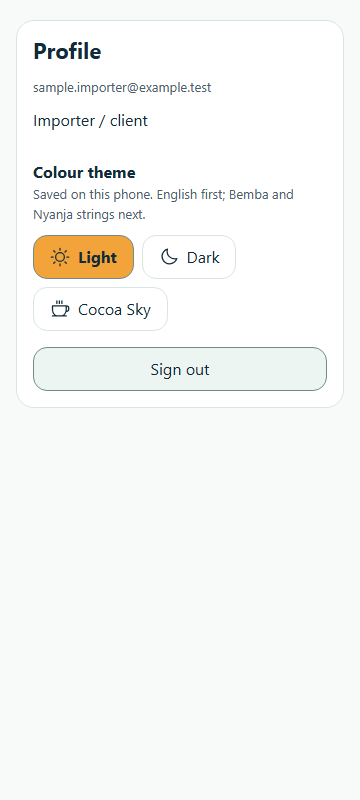 Profile
sample.importer@example.test
Importer / client
Colour theme
Saved on this phone. English first; Bemba and
Nyanja strings next.
Light
Dark
Cocoa Sky
Sign out